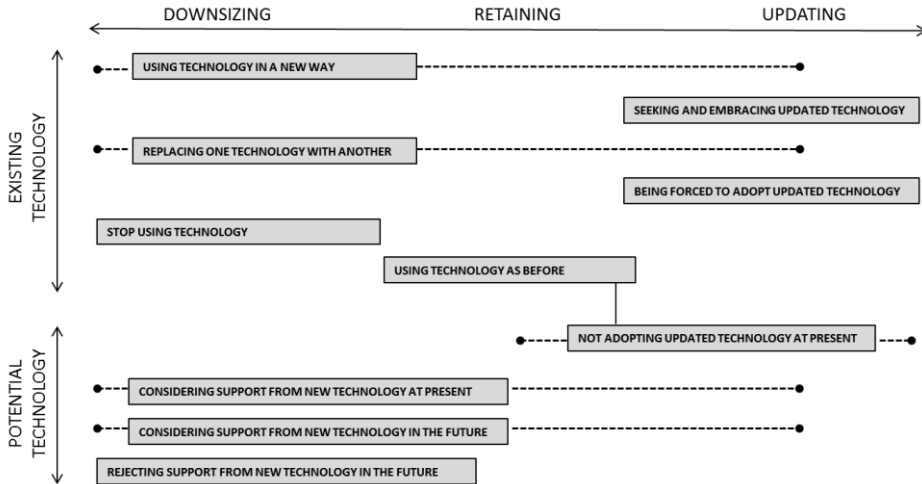 DOWNSIZING RETAINING UPDATING
EXISTING
TECHNOLOGY
USING TECHNOLOGY IN A NEW WAY
SEEKING AND EMBRACING UPDATED TECHNOLOGY
REPLACING ONE TECHNOLOGY WITH ANOTHER
BEING FORCED TO ADOPT UPDATED TECHNOLOGY
STOP USING TECHNOLOGY
USING TECHNOLOGY AS BEFORE
POTENTIAL
TECHNOLOGY
NOT ADOPTING UPDATED TECHNOLOGY AT PRESENT
CONSIDERING SUPPORT FROM NEW TECHNOLOGY AT PRESENT
CONSIDERING SUPPORT FROM NEW TECHNOLOGY IN THE FUTURE
REJECTING SUPPORT FROM NEW TECHNOLOGY IN THE FUTURE